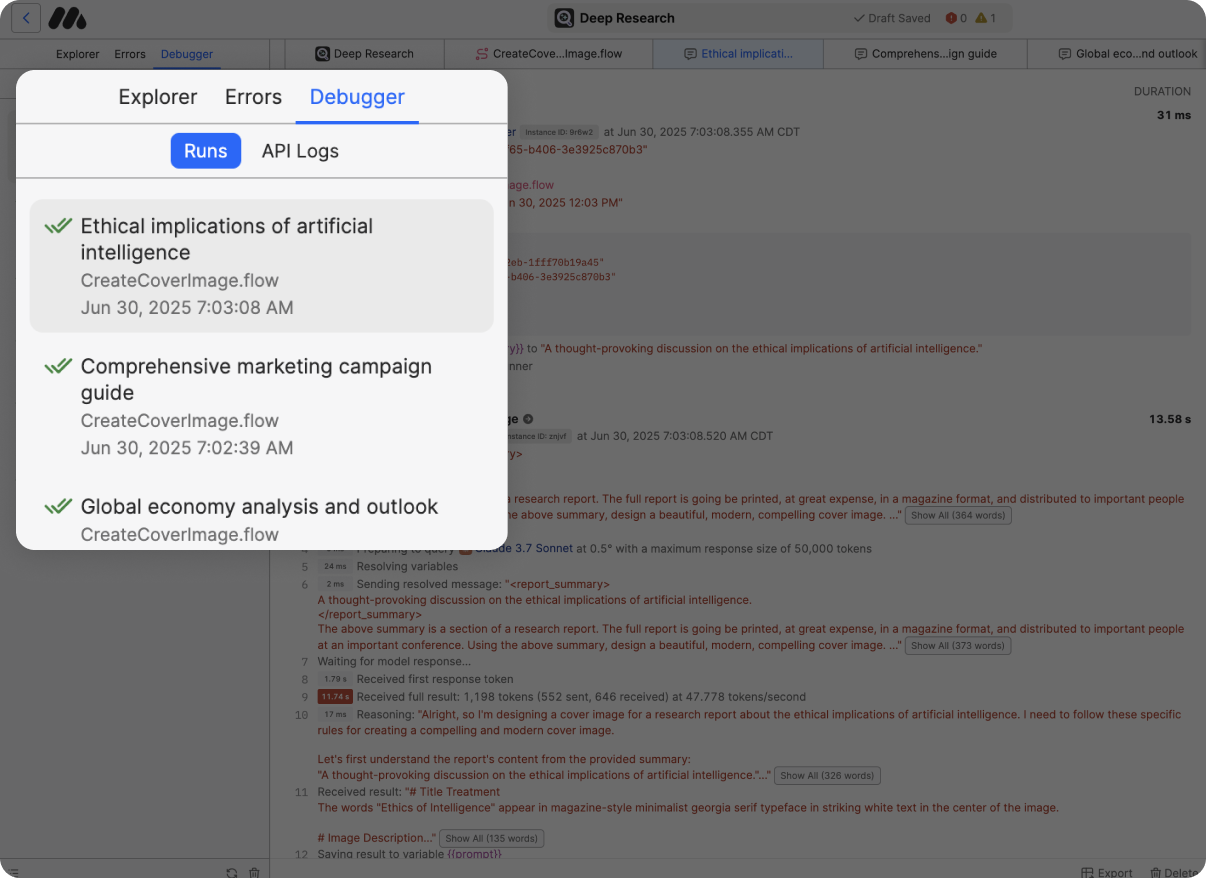 Deep Research
Draft Saved
0
1
Explorer
Errors
Debugger
Deep Research
CreateCove...Image.flow
Ethical implicati...
Comprehens...ign guide
Global eco...nd outlook
Explorer
Errors
Debugger
Runs
API Logs
Ethical implications of artificial
intelligence
CreateCoverImage.flow
Jun 30, 2025 7:03:08 AM
Comprehensive marketing campaign
guide
CreateCoverImage.flow
Jun 30, 2025 7:02:39 AM
Global economy analysis and outlook
CreateCoverImage.flow
DURATION
31 ms
er Instance ID: 9r6w2 at Jun 30, 2025 7:03:08.355 AM CDT
f65-b406-3e3925c870b3"
age.flow
n 30, 2025 12:03 PM"
2eb-1fff70b19a45"
b406-3e3925c870b3"
ry}} to "A thought-provoking discussion on the ethical implications of artificial intelligence."
nner
ge
13.58 s
Instance ID: znjvf at Jun 30, 2025 7:03:08.520 AM CDT
ry>
a research report. The full report is going be printed, at great expense, in a magazine format, and distributed to important people
he above summary, design a beautiful, modern, compelling cover image. ..." Show All (364 words)
Preparing to query Claude 3.7 Sonnet at 0.5° with a maximum response size of 50,000 tokens
5 24 ms Resolving variables
6 2 ms Sending resolved message: "<report_summary>
A thought-provoking discussion on the ethical implications of artificial intelligence.
</report_summary>
The above summary is a section of a research report. The full report is going be printed, at great expense, in a magazine format, and distributed to important people
at an important conference. Using the above summary, design a beautiful, modern, compelling cover image. ..." Show All (373 words)
7 Waiting for model response...
8 1.79 s Received first response token
9 11.74 s Received full result: 1,198 tokens (552 sent, 646 received) at 47.778 tokens/second
10 17 ms Reasoning: "Alright, so I'm designing a cover image for a research report about the ethical implications of artificial intelligence. I need to follow these specific
rules for creating a compelling and modern cover image.
Let's first understand the report's content from the provided summary:
"A thought-provoking discussion on the ethical implications of artificial intelligence."..." Show All (326 words)
11 Received result: "# Title Treatment
The words "Ethics of Intelligence" appear in magazine-style minimalist georgia serif typeface in striking white text in the center of the image.
# Image Description..." Show All (135 words)
12 Saving result to variable {{prompt}}
Export
Delete